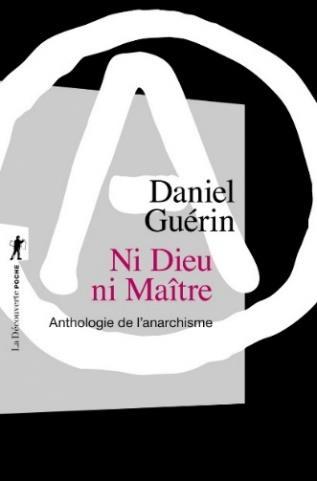 Daniel
Guérin
Ni Dieu
ni Maître
Anthologie de l'anarchisme
La Découverte POCHE
A